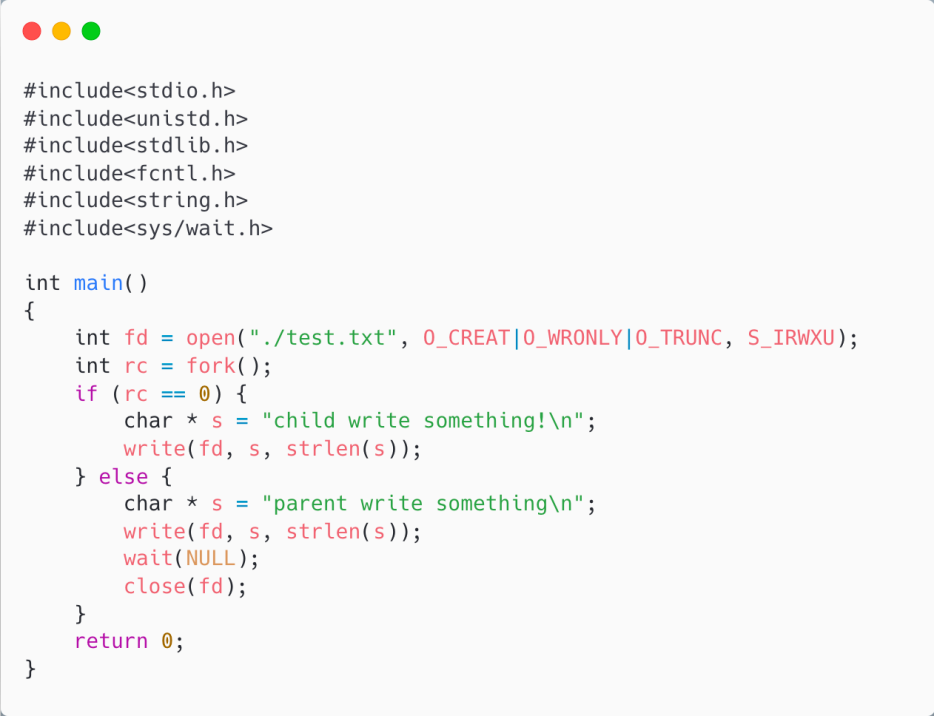 #include<stdio.h>
#include<unistd.h>
#include<stdlib.h>
#include<fcntl.h>
#include<string.h>
#include<sys/wait.h>

int main()
{
    int fd = open("./test.txt", O_CREAT|O_WRONLY|O_TRUNC, S_IRWXU);
    int rc = fork();
    if (rc == 0) {
        char * s = "child write something!\n";
        write(fd, s, strlen(s));
    } else {
        char * s = "parent write something\n";
        write(fd, s, strlen(s));
        wait(NULL);
        close(fd);
    }
    return 0;
}